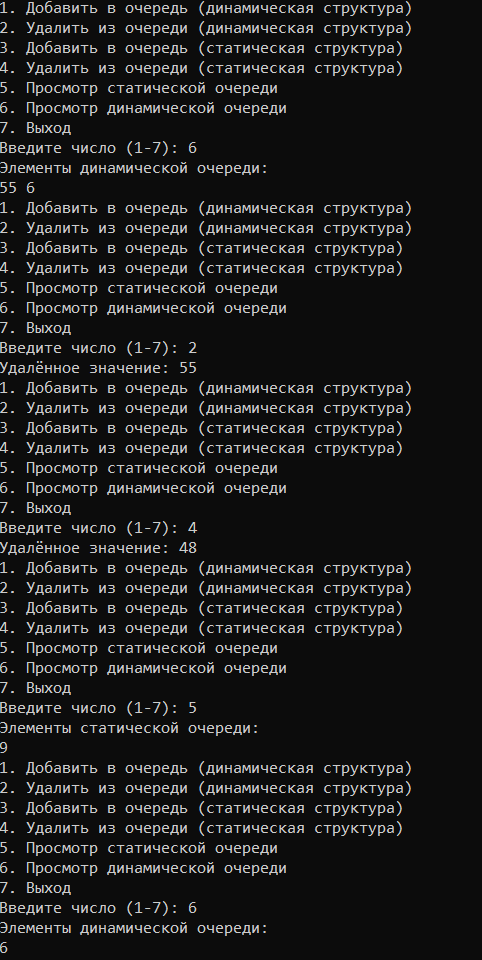 1. Добавить в очередь (динамическая структура)
2. Удалить из очереди (динамическая структура)
3. Добавить в очередь (статическая структура)
4. Удалить из очереди (статическая структура)
5. Просмотр статической очереди
6. Просмотр динамической очереди
7. Выход
Введите число (1-7): 6
Элементы динамической очереди:
55 6
1. Добавить в очередь (динамическая структура)
2. Удалить из очереди (динамическая структура)
3. Добавить в очередь (статическая структура)
4. Удалить из очереди (статическая структура)
5. Просмотр статической очереди
6. Просмотр динамической очереди
7. Выход
Введите число (1-7): 2
Удалённое значение: 55
1. Добавить в очередь (динамическая структура)
2. Удалить из очереди (динамическая структура)
3. Добавить в очередь (статическая структура)
4. Удалить из очереди (статическая структура)
5. Просмотр статической очереди
6. Просмотр динамической очереди
7. Выход
Введите число (1-7): 4
Удалённое значение: 48
1. Добавить в очередь (динамическая структура)
2. Удалить из очереди (динамическая структура)
3. Добавить в очередь (статическая структура)
4. Удалить из очереди (статическая структура)
5. Просмотр статической очереди
6. Просмотр динамической очереди
7. Выход
Введите число (1-7): 5
Элементы статической очереди:
9
1. Добавить в очередь (динамическая структура)
2. Удалить из очереди (динамическая структура)
3. Добавить в очередь (статическая структура)
4. Удалить из очереди (статическая структура)
5. Просмотр статической очереди
6. Просмотр динамической очереди
7. Выход
Введите число (1-7): 6
Элементы динамической очереди:
6